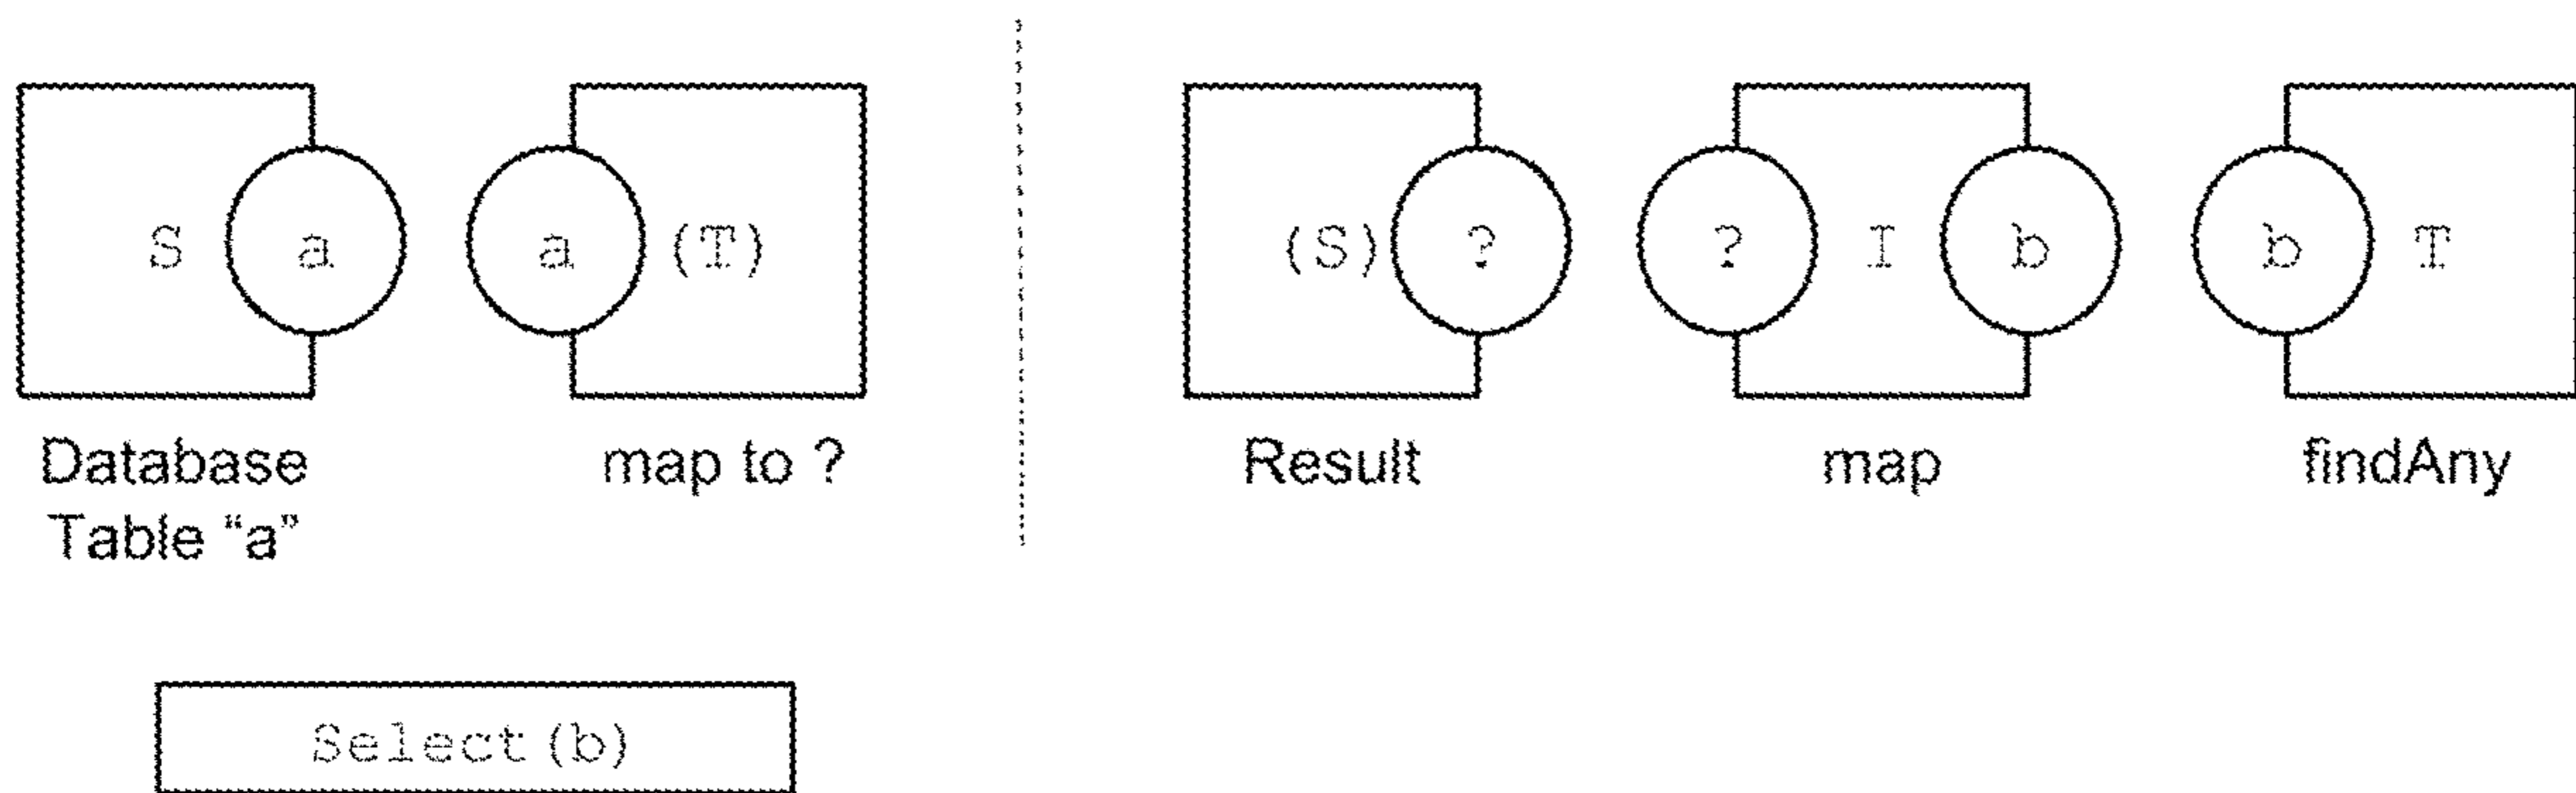 S a a (T) (S) ? ? I b b T
Database map to ? Result map findAny
Table “a”
Select(b)